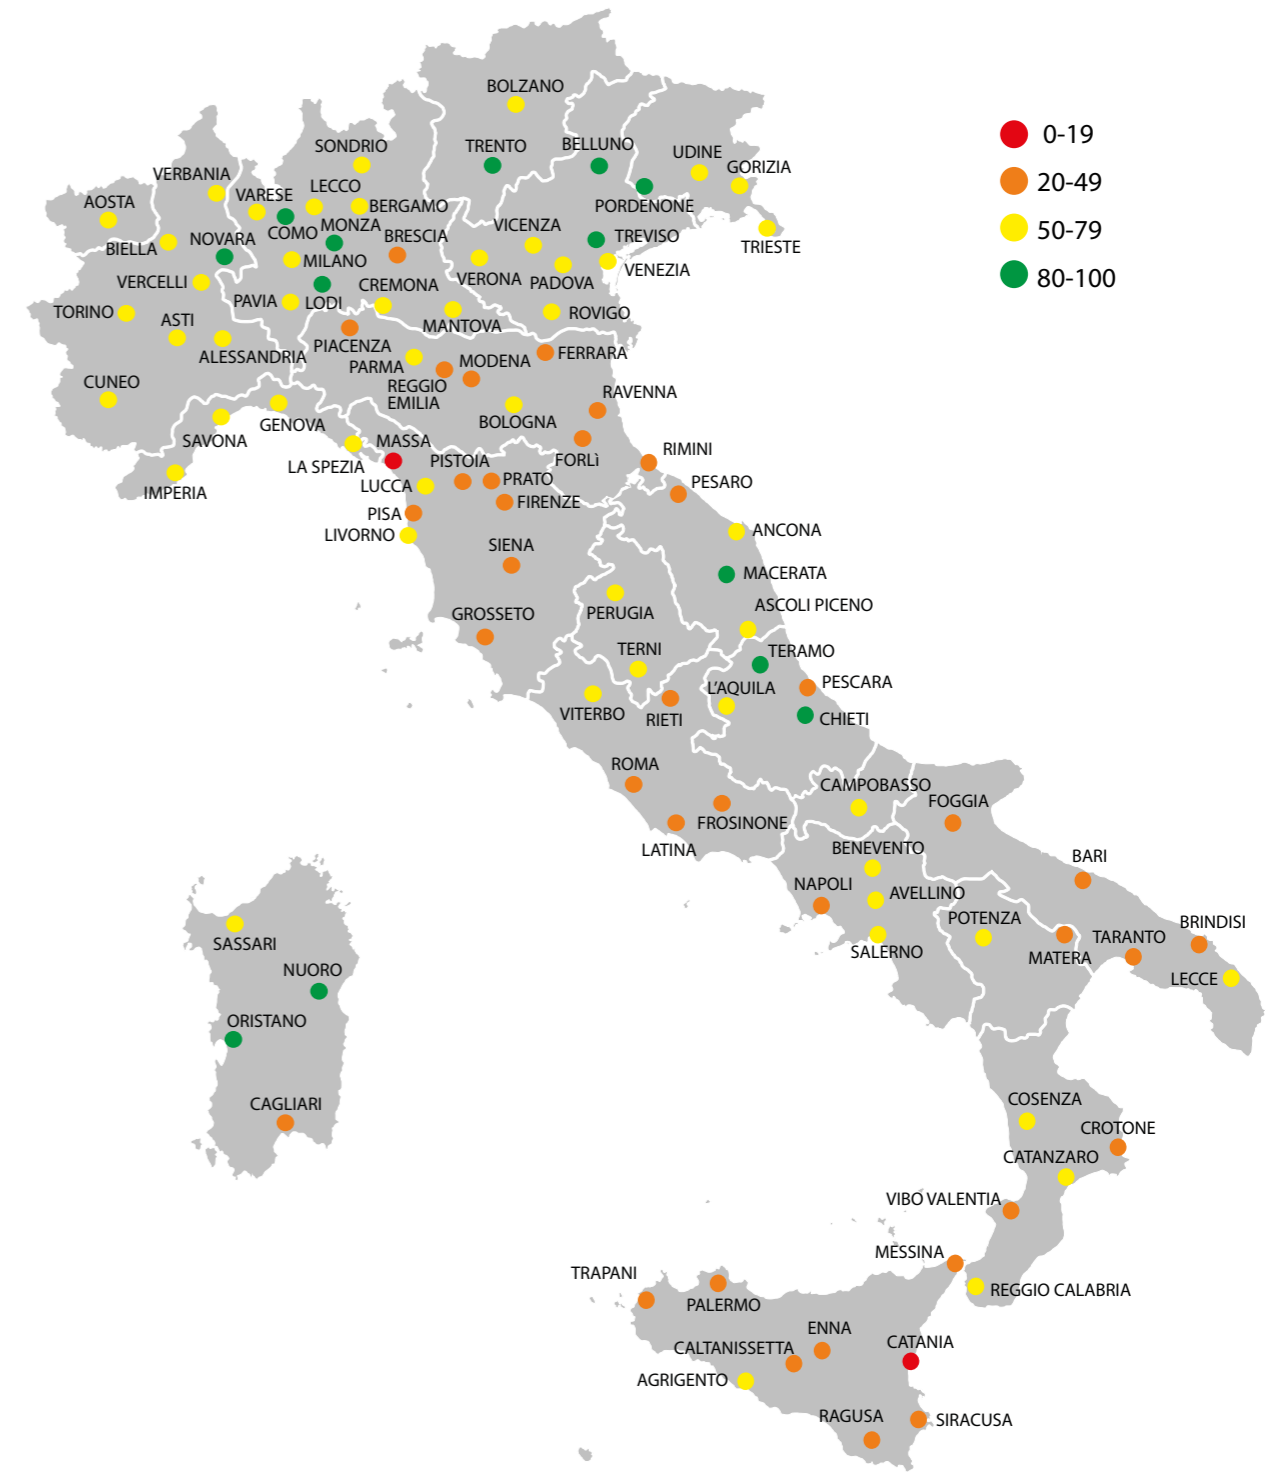 BOLZANO
0-19
SONDRIO
TRENTO
BELLUNO
UDINE
GORIZIA
20-49
VERBANIA
VARESE
LECCO
BERGAMO
PORDENONE
AOSTA
50-79
COMO
MONZA
VICENZA
TREVISO
TRIESTE
BIELLA
NOVARA
BRESCIA
80-100
MILANO
VENEZIA
VERCELLI
CREMONA
VERONA
PADOVA
PAVIA
LODI
TORINO
ASTI
MANTOVA
ROVIGO
ALESSANDRIA
PIACENZA
PARMA
MODENA
FERRARA
CUNEO
REGGIO
EMILIA
RAVENNA
SAVONA
GENOVA
BOLOGNA
MASSA
LA SPEZIA
PISTOIA
FORLì
RIMINI
IMPERIA
LUCCA
PRATO
PESARO
FIRENZE
PISA
LIVORNO
ANCONA
SIENA
MACERATA
GROSSETO
PERUGIA
ASCOLI PICENO
TERNI
TERAMO
L'AQUILA
PESCARA
VITERBO
RIETI
CHIETI
ROMA
CAMPOBASSO
FOGGIA
FROSINONE
LATINA
BENEVENTO
BARI
NAPOLI
AVELLINO
POTENZA
BRINDISI
SASSARI
SALERNO
MATERA
TARANTO
NUORO
LECCE
ORISTANO
CAGLIARI
COSENZA
CROTONE
CATANZARO
VIBO VALENTIA
MESSINA
TRAPANI
PALERMO
REGGIO CALABRIA
ENNA
CALTANISSETTA
CATANIA
AGRIGENTO
RAGUSA
SIRACUSA